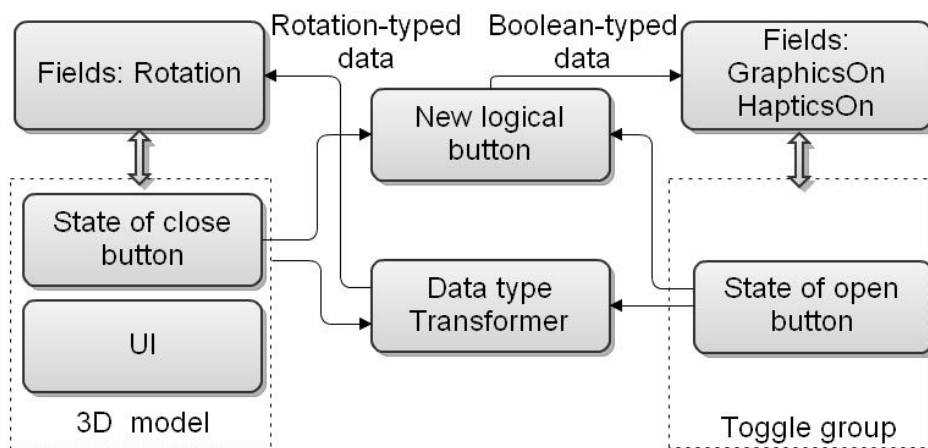 Fields: Rotation
Rotation-typed
data
Boolean-typed
data
Fields:
GraphicsOn
HapticsOn
New logical
button
State of close
button
UI
3D model
Data type
Transformer
State of open
button
Toggle group